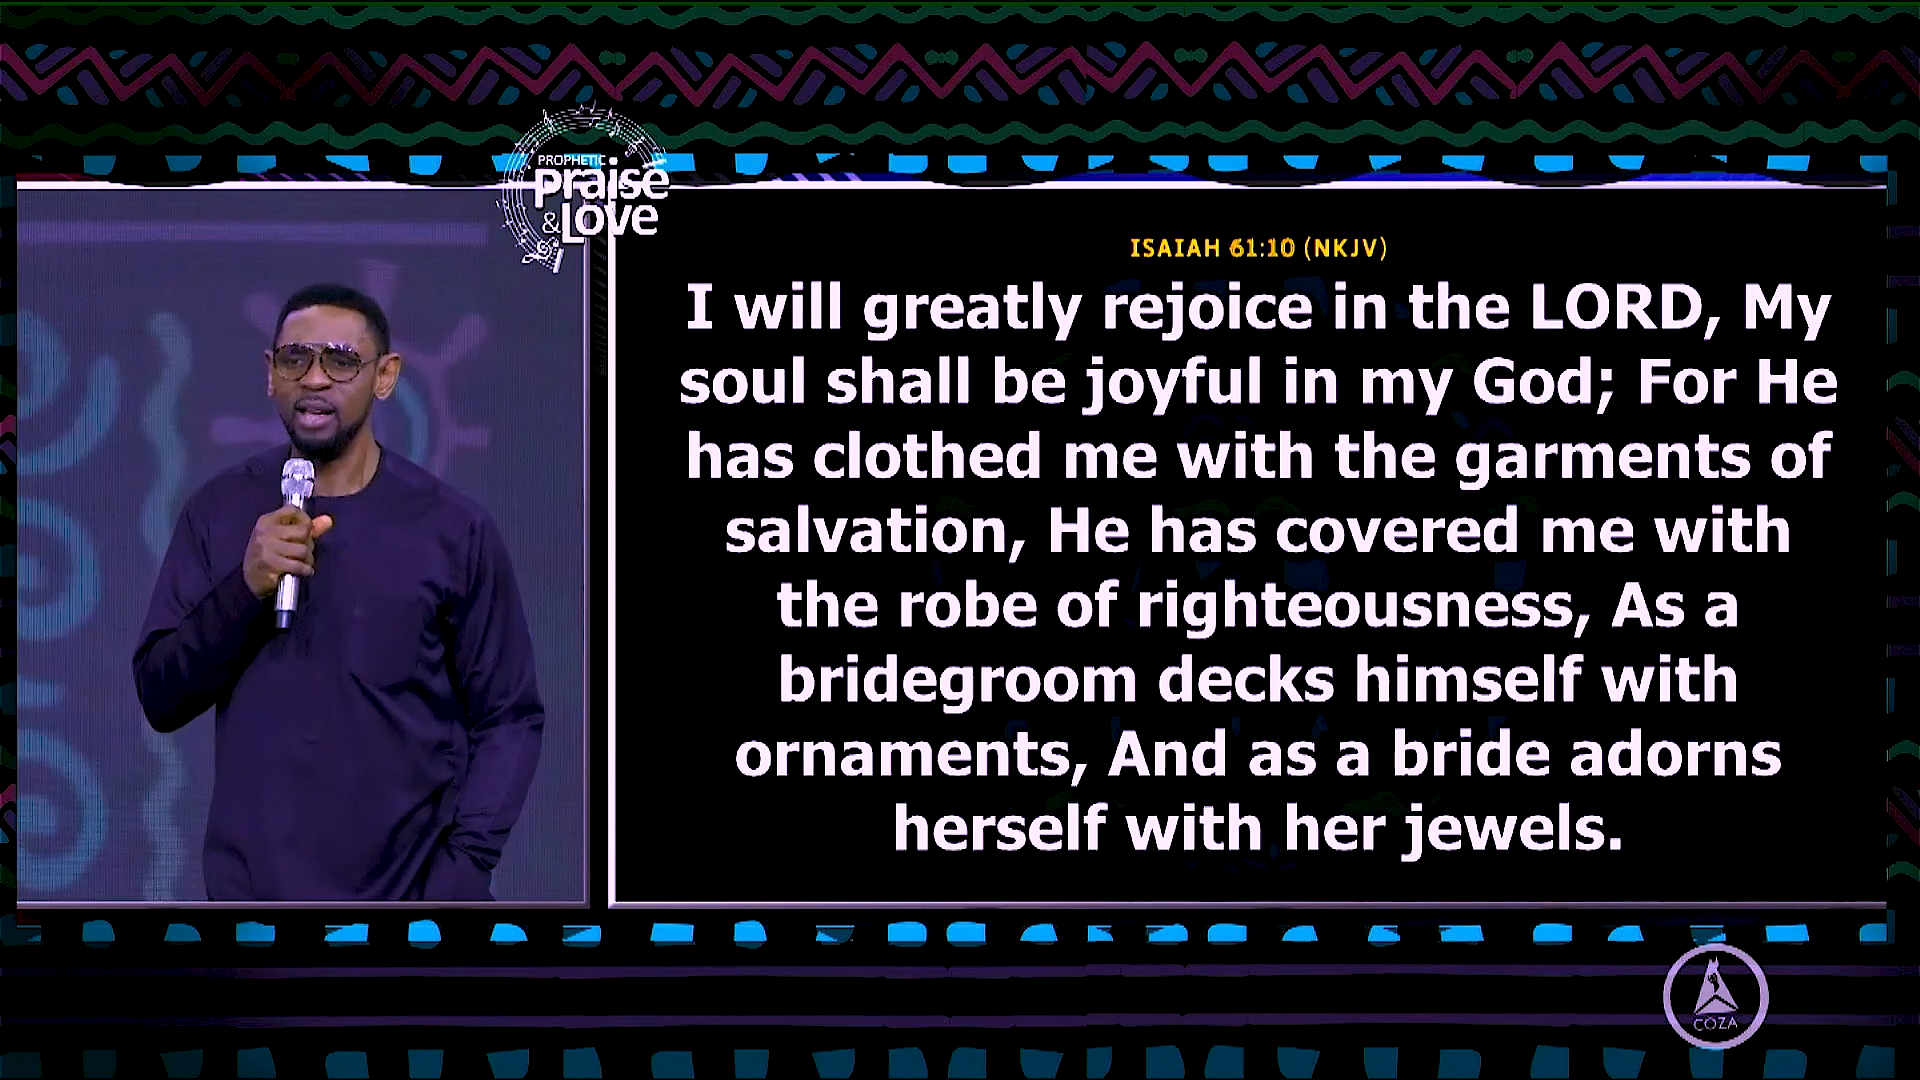 PROPHETIC
Praise
&Love
ISAIAH 61:10 (NKJV)
I will greatly rejoice in the LORD, My
soul shall be joyful in my God; For He
has clothed me with the garments of
salvation, He has covered me with
the robe of righteousness, As a
bridegroom decks himself with
ornaments, And as a bride adorns
herself with her jewels.
COZA